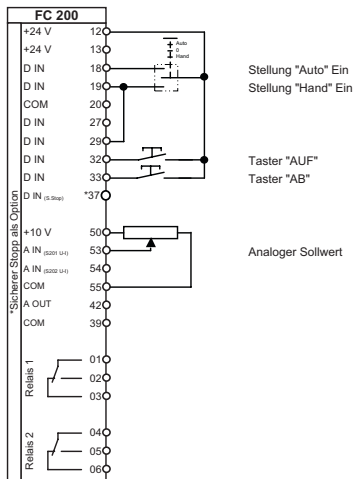 FC 200
+24 V 12
+24 V 13
Auto
0
Hand
D IN 18 Stellung "Auto" Ein
D IN 19 Stellung "Hand" Ein
COM 20
D IN 27
D IN 29
D IN 32 Taster "AUF"
D IN 33 Taster "AB"
D IN (S.Stop) *37
*Sicherer Stopp als Option
+10 V 50
A IN (S201 U-I) 53 Analoger Sollwert
A IN (S202 U-I) 54
COM 55
A OUT 42
COM 39
Relais 1
01
02
03
Relais 2
04
05
06